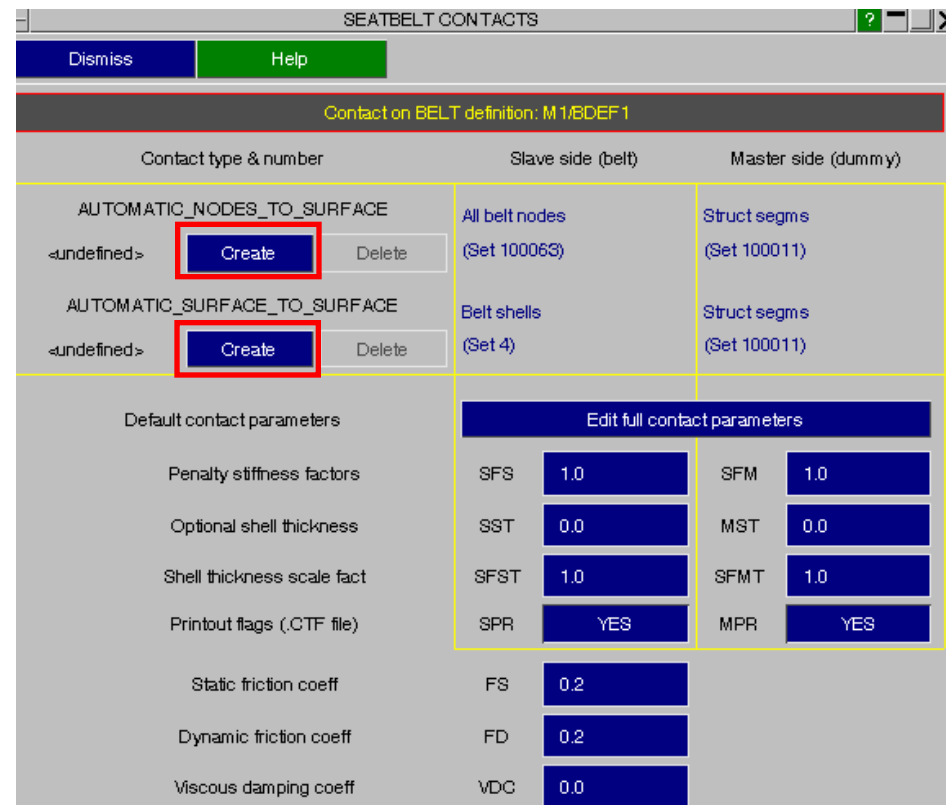 SEATBELT CONTACTS
?
Dismiss Help
Contact on BELT definition: M1/BDEF1
Contact type & number Slave side (belt) Master side (dummy)
AUTOMATIC_NODES_TO_SURFACE All belt nodes Struct segms
<undefined> Create Delete (Set 100063) (Set 100011)
AUTOMATIC_SURFACE_TO_SURFACE Belt shells Struct segms
<undefined> Create Delete (Set 4) (Set 100011)
Default contact parameters Edit full contact parameters
Penalty stiffness factors SFS 1.0 SFM 1.0
Optional shell thickness SST 0.0 MST 0.0
Shell thickness scale fact SFST 1.0 SFMT 1.0
Printout flags (.CTF file) SPR YES MPR YES
Static friction coeff FS 0.2
Dynamic friction coeff FD 0.2
Viscous damping coeff VDC 0.0